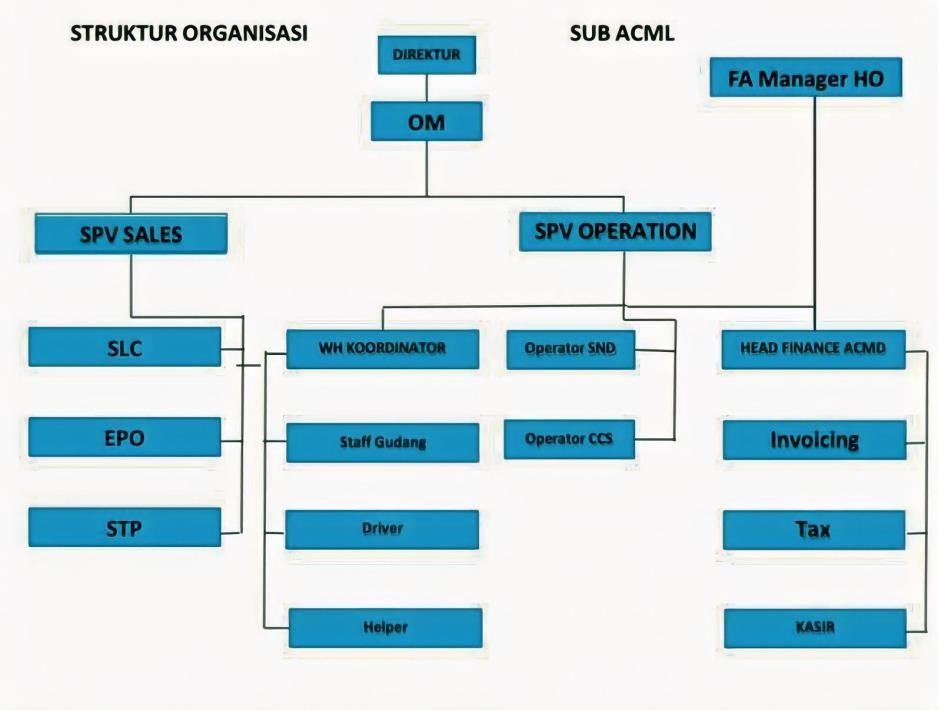 STRUKTUR ORGANISASI
SUB ACML
DIREKTUR
FA Manager HO
OM
SPV SALES
SPV OPERATION
SLC
WH KOORDINATOR
Operator SND
HEAD FINANCE ACMD
EPO
Staff Gudang
Operator CCS
Invoicing
STP
Driver
Tax
Helper
KASIR